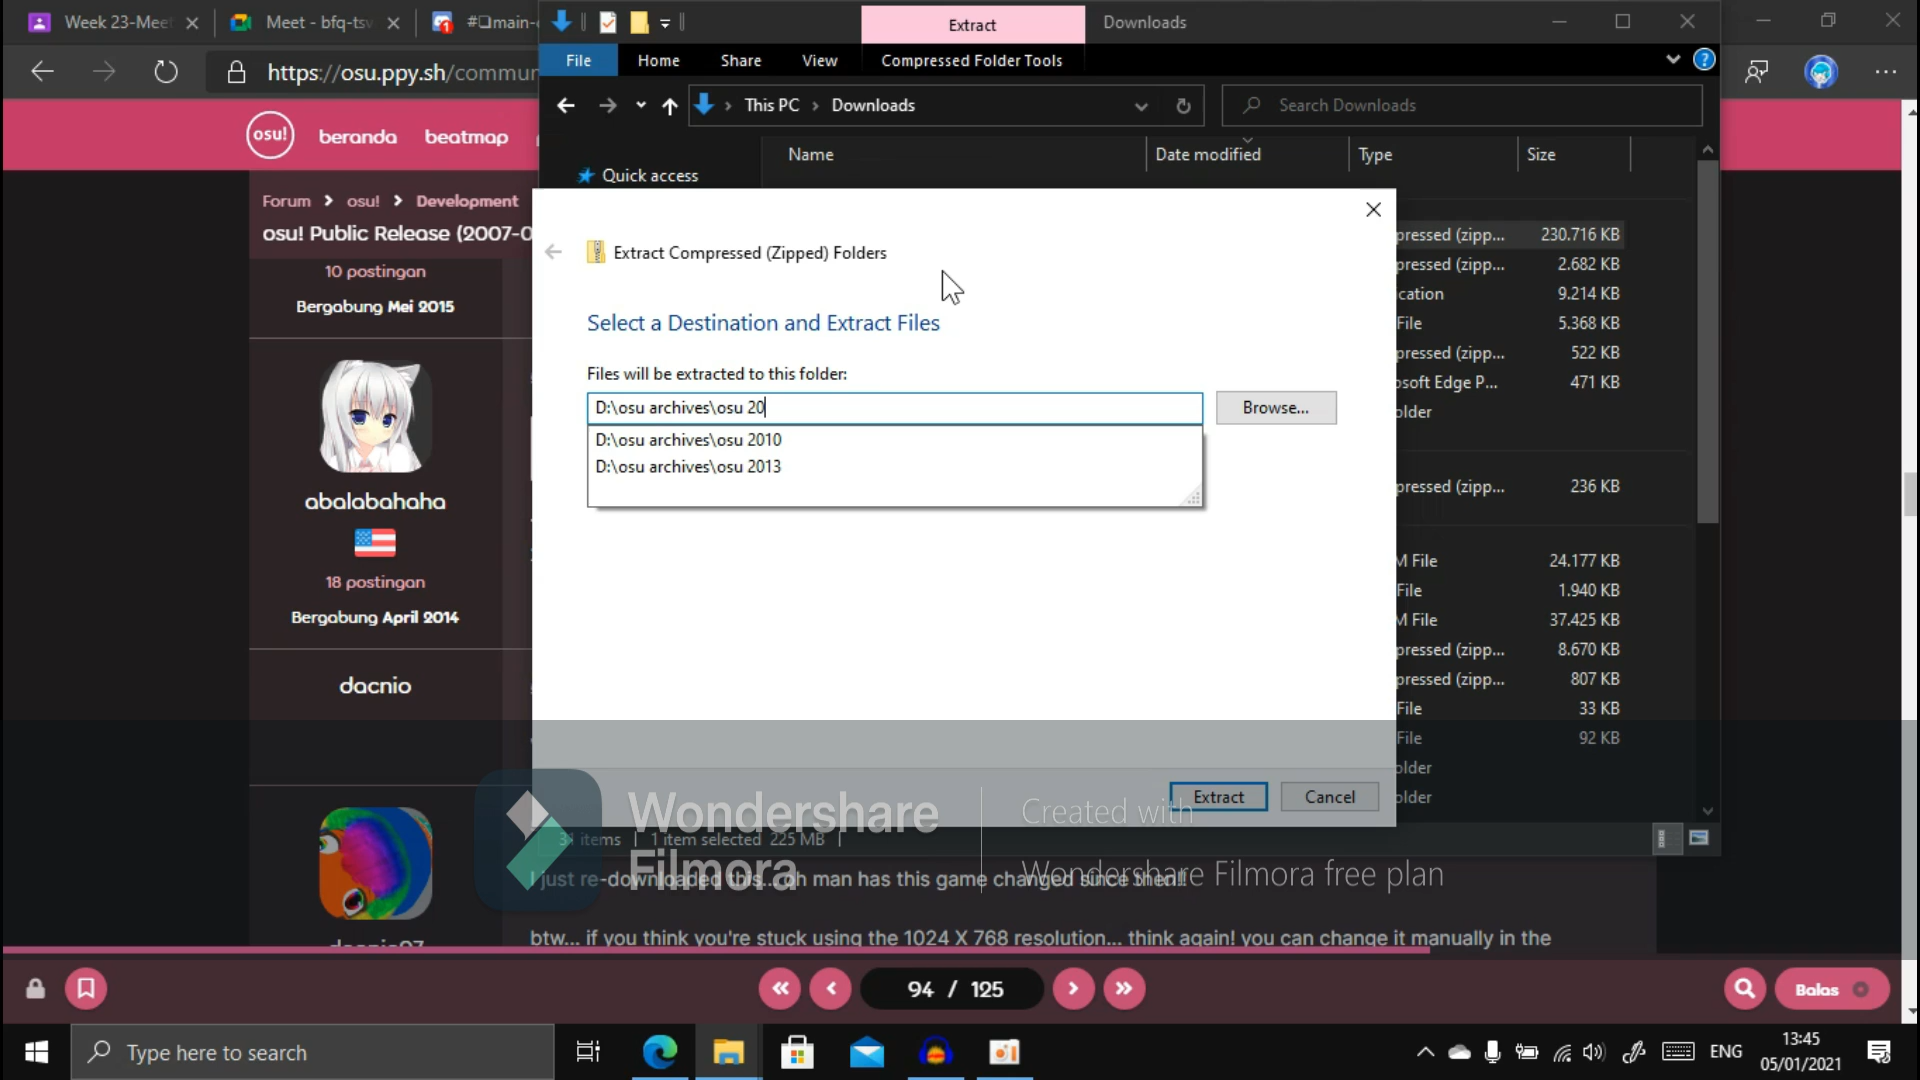 Week 23-Meet
Meet - bfq-tsv
#❏main-
Extract
Downloads
https://osu.ppy.sh/commun
File
Home
Share
View
Compressed Folder Tools
This PC
Downloads
Search Downloads
osu!
beranda
beatmap
Name
Date modified
Type
Size
Quick access
Forum
osu!
Development
osu! Public Release (2007-0
10 postingan
Bergabung Mei 2015
Extract Compressed (Zipped) Folders
Select a Destination and Extract Files
Files will be extracted to this folder:
D:\osu archives\osu 20
Browse...
D:\osu archives\osu 2010
D:\osu archives\osu 2013
pressed (zipp... 230.716 KB
pressed (zipp... 2.682 KB
cation 9.214 KB
File 5.368 KB
pressed (zipp... 522 KB
osoft Edge P... 471 KB
older
pressed (zipp... 236 KB
M File 24.177 KB
File 1.940 KB
M File 37.425 KB
pressed (zipp... 8.670 KB
pressed (zipp... 807 KB
File 33 KB
File 92 KB
older
older
abalabahaha
18 postingan
Bergabung April 2014
dacnio
Extract
Cancel
31 items
1 item selected 225 MB
Wondershare
Filmora
Created with
Wondershare Filmora free plan
I just re-downloaded this...oh man has this game changed since then!!
btw... if you think you're stuck using the 1024 X 768 resolution... think again! you can change it manually in the
94 / 125
Balas
Type here to search
ENG
13:45
05/01/2021